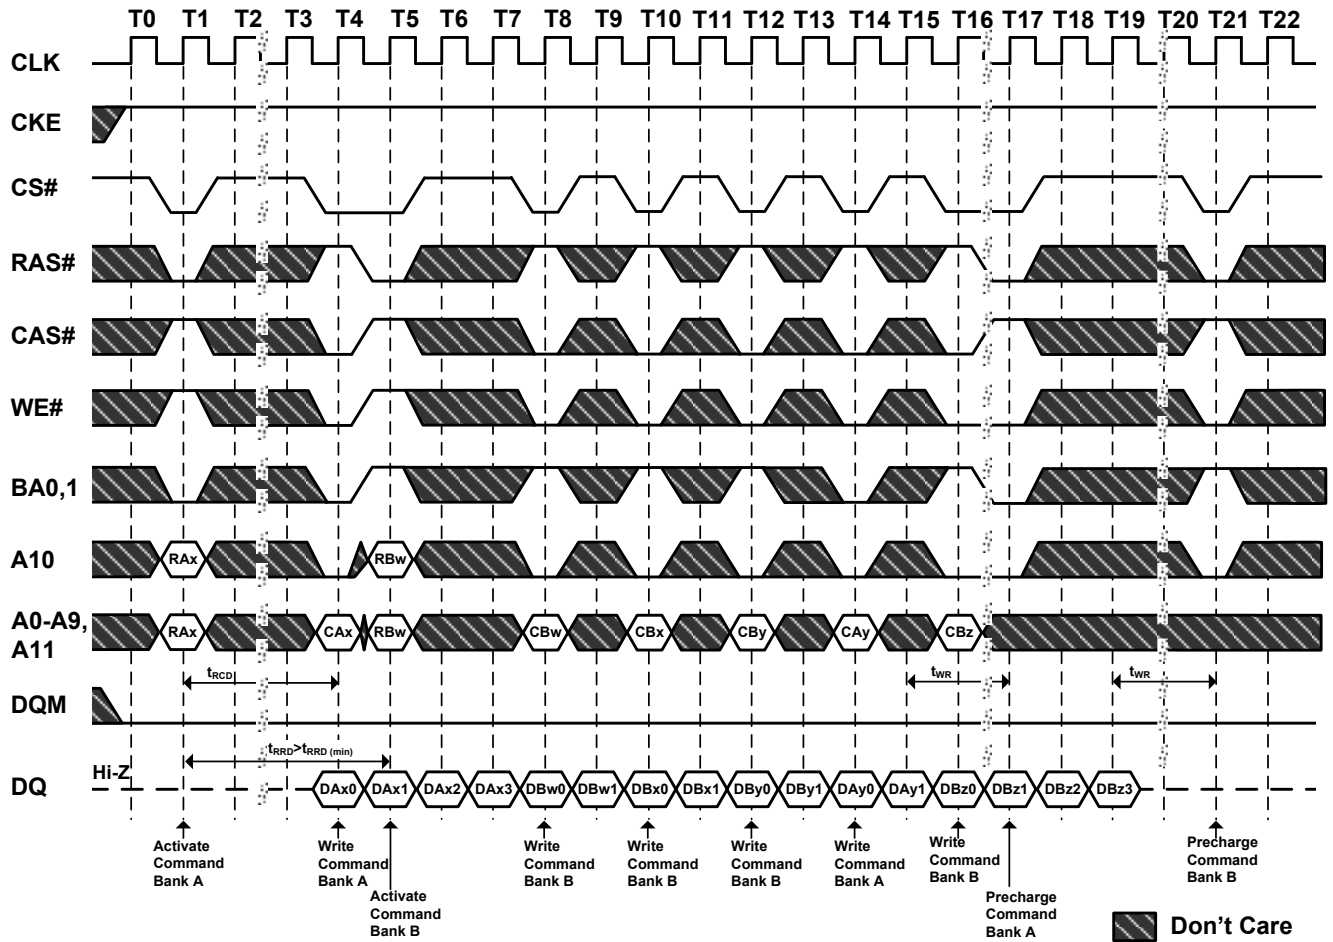 T0 T1 T2 T3 T4 T5 T6 T7 T8 T9 T10 T11 T12 T13 T14 T15 T16 T17 T18 T19 T20 T21 T22
CLK
CKE
CS#
RAS#
CAS#
WE#
BA0,1
A10
RAx RBw
A0-A9,
A11
RAx CAx RBw CBw CBx CBy CAy CBz
tRCD tWR tWR
DQM
tRRD>tRRD (min)
Hi-Z
DQ
DAx0 DAx1 DAx2 DAx3 DBw0 DBw1 DBx0 DBx1 DBy0 DBy1 DAy0 DAy1 DBz0 DBz1 DBz2 DBz3
Activate
Command
Bank A
Write
Command
Bank A
Activate
Command
Bank B
Write
Command
Bank B
Write
Command
Bank B
Write
Command
Bank B
Write
Command
Bank A
Write
Command
Bank B
Precharge
Command
Bank A
Precharge
Command
Bank B
Don't Care